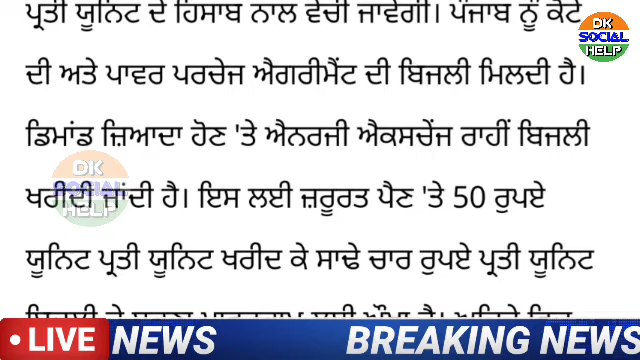 ਪ੍ਰਤੀ ਯੂਨਿਟ ਦੇ ਹਿਸਾਬ ਨਾਲ ਵੇਚੀ ਜਾਵੇਗੀ। ਪੰਜਾਬ ਨੂੰ ਕੋਟੇ
ਦੀ ਅਤੇ ਪਾਵਰ ਪਰਚੇਜ ਐਗਰੀਮੈਂਟ ਦੀ ਬਿਜਲੀ ਮਿਲਦੀ ਹੈ।
ਡਿਮਾਂਡ ਜ਼ਿਆਦਾ ਹੋਣ 'ਤੇ ਐਨਰਜੀ ਐਕਸਚੇਂਜ ਰਾਹੀਂ ਬਿਜਲੀ
ਖਰੀਦੀ ਜਾਂਦੀ ਹੈ। ਇਸ ਲਈ ਜ਼ਰੂਰਤ ਪੈਣ 'ਤੇ 50 ਰੁਪਏ
ਯੂਨਿਟ ਪ੍ਰਤੀ ਯੂਨਿਟ ਖਰੀਦ ਕੇ ਸਾਢੇ ਚਾਰ ਰੁਪਏ ਪ੍ਰਤੀ ਯੂਨਿਟ
DK
SOCIAL
HELP
DK
SOCIAL
HELP
LIVE NEWS BREAKING NEWS